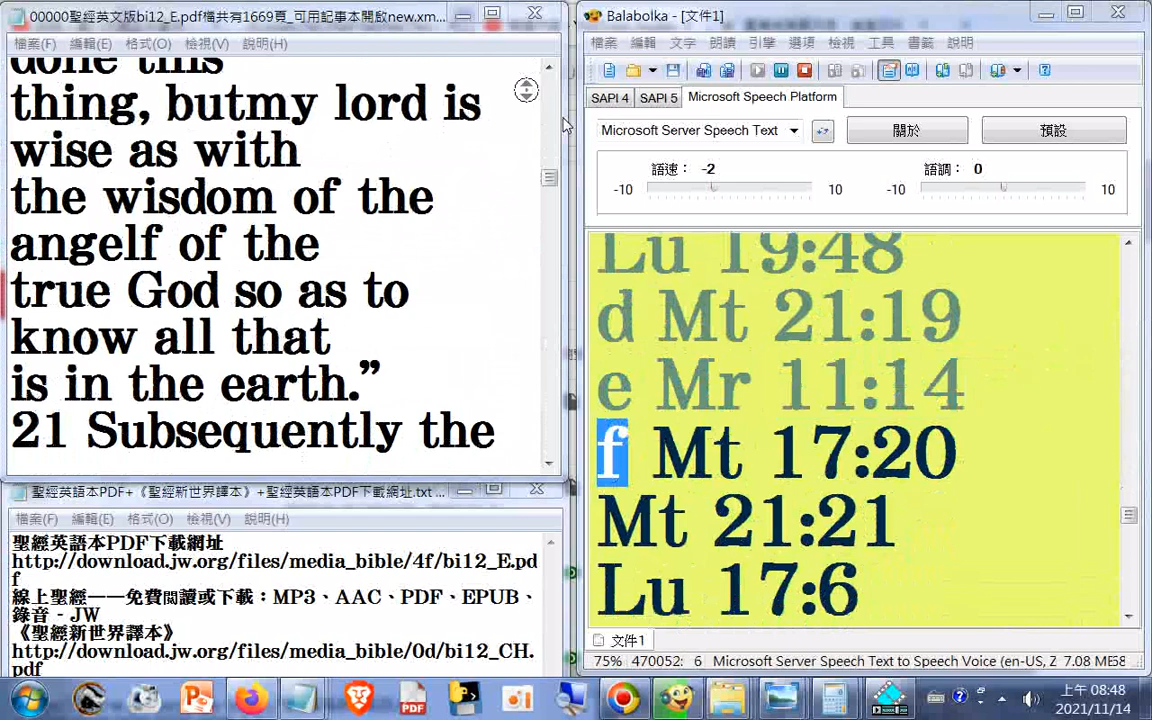 00000聖經英文版bi12_E.pdf檔共有1669頁_可用記事本開啟new.xm...
檔案(F) 編輯(E) 格式(O) 檢視(V) 說明(H)
done this
thing, butmy lord is
wise as with
the wisdom of the
angelf of the
true God so as to
know all that
is in the earth.”
21 Subsequently the
聖經英語本PDF+《聖經新世界譯本》+聖經英語本PDF下載網址.txt ...
檔案(F) 編輯(E) 格式(O) 檢視(V) 說明(H)
聖經英語本PDF下載網址
http://download.jw.org/files/media_bible/4f/bi12_E.pd
f
線上聖經——免費閱讀或下載：MP3、AAC、PDF、EPUB、
錄音 - JW
《聖經新世界譯本》
http://download.jw.org/files/media_bible/0d/bi12_CH.
pdf
Balabolka - [文件1]
檔案 編輯 文字 朗讀 引擎 選項 檢視 工具 書籤 說明
SAPI 4 SAPI 5 Microsoft Speech Platform
Microsoft Server Speech Text 關於 預設
語速： -2 語調： 0
-10 10 -10 10
Lu 19:48
d Mt 21:19
e Mr 11:14
f Mt 17:20
Mt 21:21
Lu 17:6
文件1
75% 470052: 6 Microsoft Server Speech Text to Speech Voice (en-US, Z 7.08 ME58
PDF
上午 08:48
2021/11/14